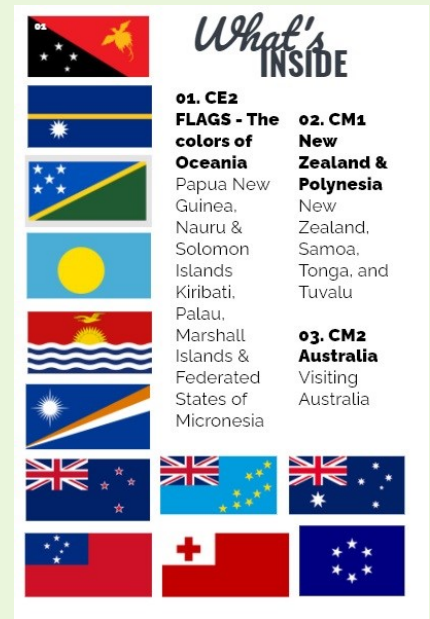 01
What's
INSIDE
01. CE2
FLAGS - The
colors of
Oceania
Papua New
Guinea,
Nauru &
Solomon
Islands
Kiribati,
Palau,
Marshall
Islands &
Federated
States of
Micronesia
02. CM1
New
Zealand &
Polynesia
New
Zealand,
Samoa,
Tonga, and
Tuvalu
03. CM2
Australia
Visiting
Australia